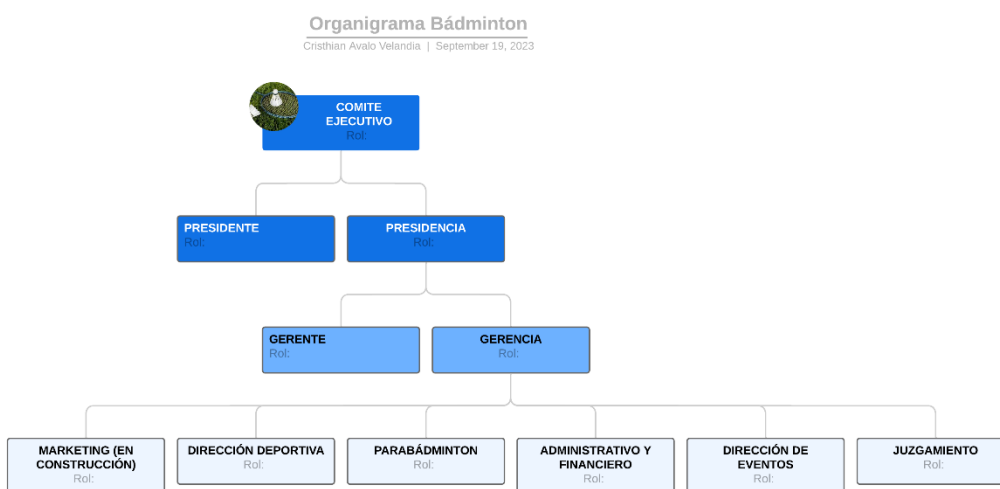 Organigrama Bádminton
Cristhian Avalo Velandia | September 19, 2023
COMITE
EJECUTIVO
Rol:
PRESIDENTE
Rol:
PRESIDENCIA
Rol:
GERENTE
Rol:
GERENCIA
Rol:
MARKETING (EN
CONSTRUCCIÓN)
Rol:
DIRECCIÓN DEPORTIVA
Rol:
PARABÁDMINTON
Rol:
ADMINISTRATIVO Y
FINANCIERO
Rol:
DIRECCIÓN DE
EVENTOS
Rol:
JUZGAMIENTO
Rol: